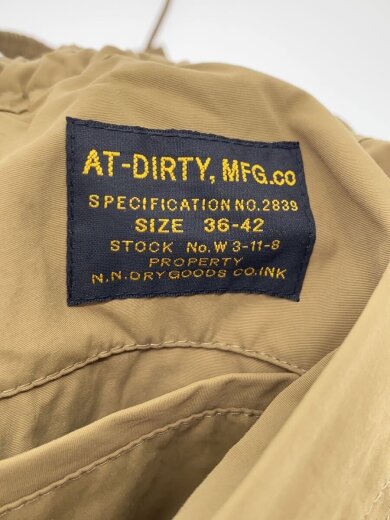 AT-DIRTY, MFG.CO
SPECIFICATION NO.2839
SIZE 36-42
STOCK No.W 3-11-8
PROPERTY
N.N.DRYGOODS CO.INK